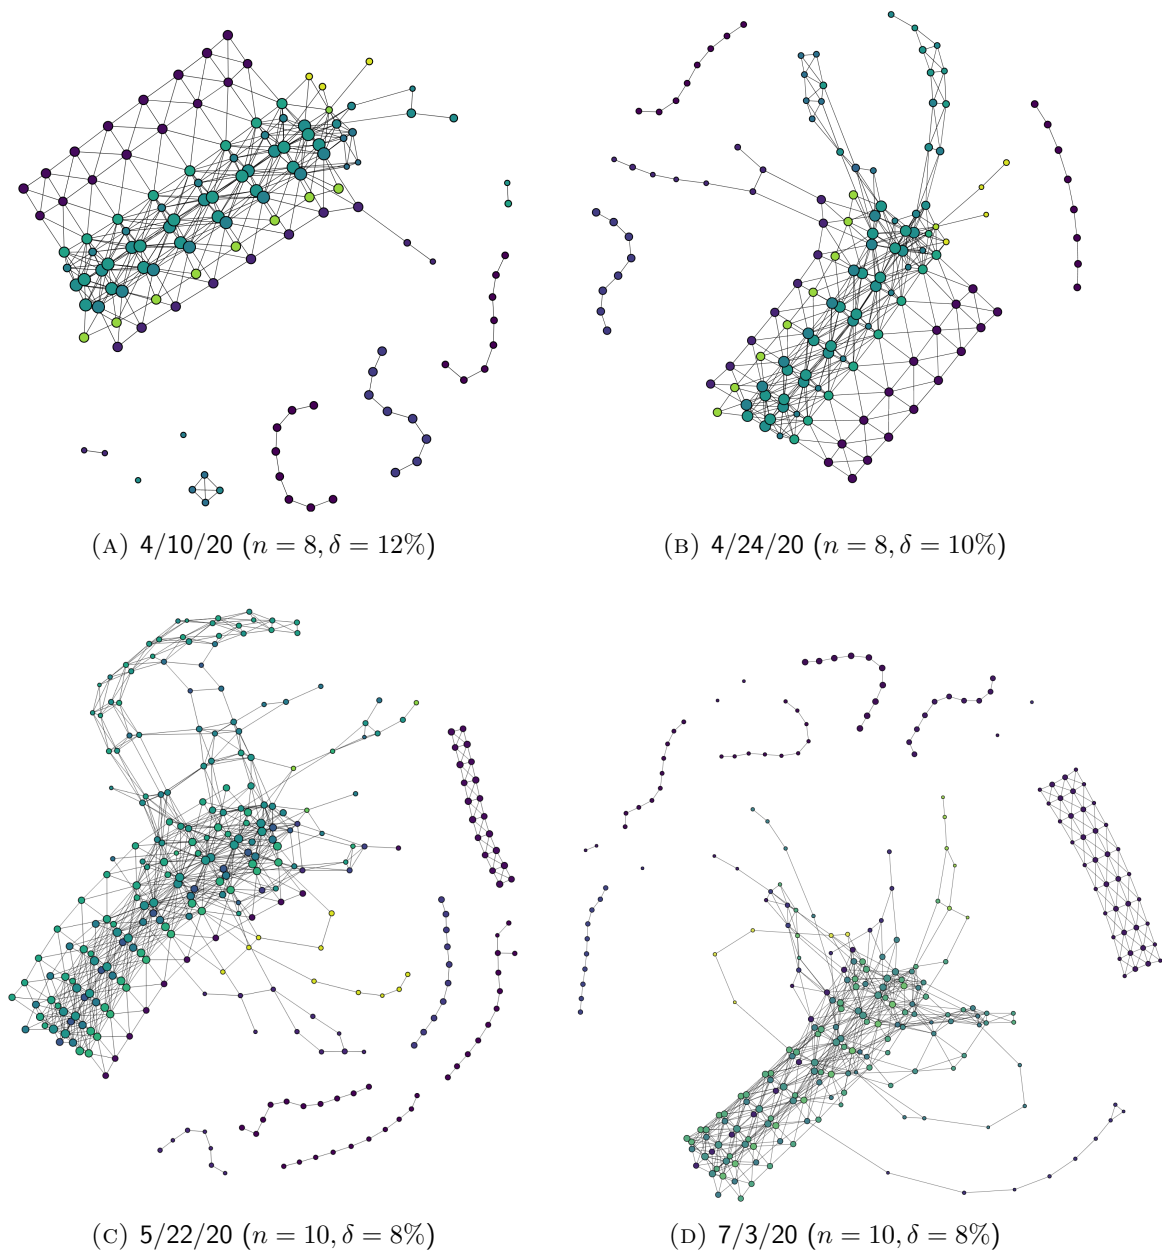 (A) 4/10/20 (n = 8, δ = 12%)
(B) 4/24/20 (n = 8, δ = 10%)
(C) 5/22/20 (n = 10, δ = 8%)
(D) 7/3/20 (n = 10, δ = 8%)